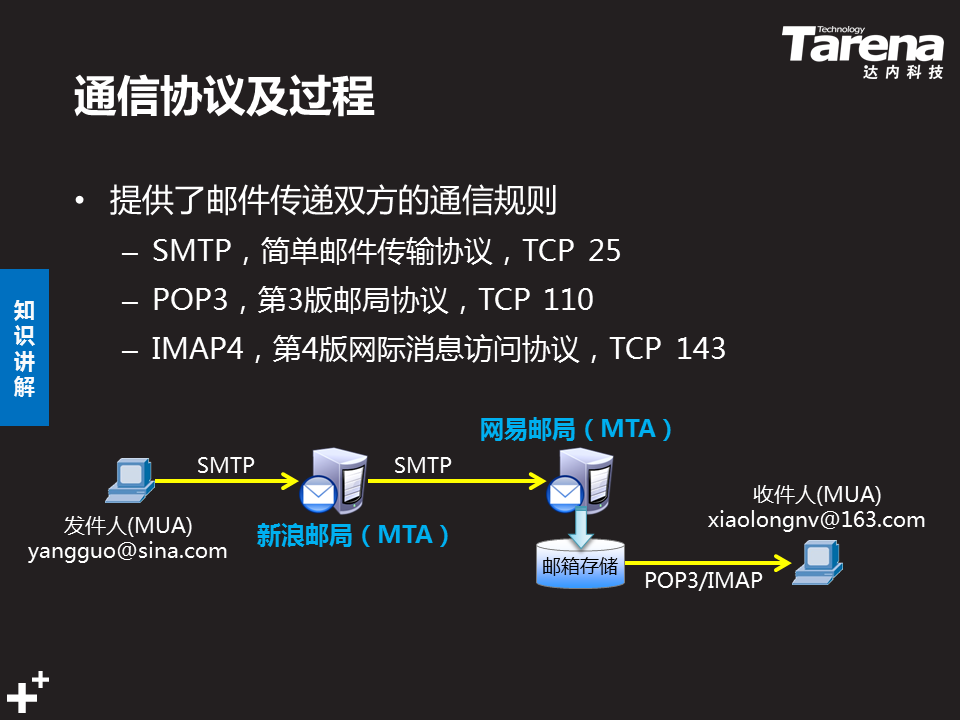 Technology
Tarena
达内科技
通信协议及过程
• 提供了邮件传递双方的通信规则
– SMTP，简单邮件传输协议，TCP 25
– POP3，第3版邮局协议，TCP 110
– IMAP4，第4版网际消息访问协议，TCP 143
知识讲解
网易邮局（MTA）
SMTP
SMTP
收件人(MUA)
xiaolongnv@163.com
发件人(MUA)
yangguo@sina.com
新浪邮局（MTA）
邮箱存储
POP3/IMAP